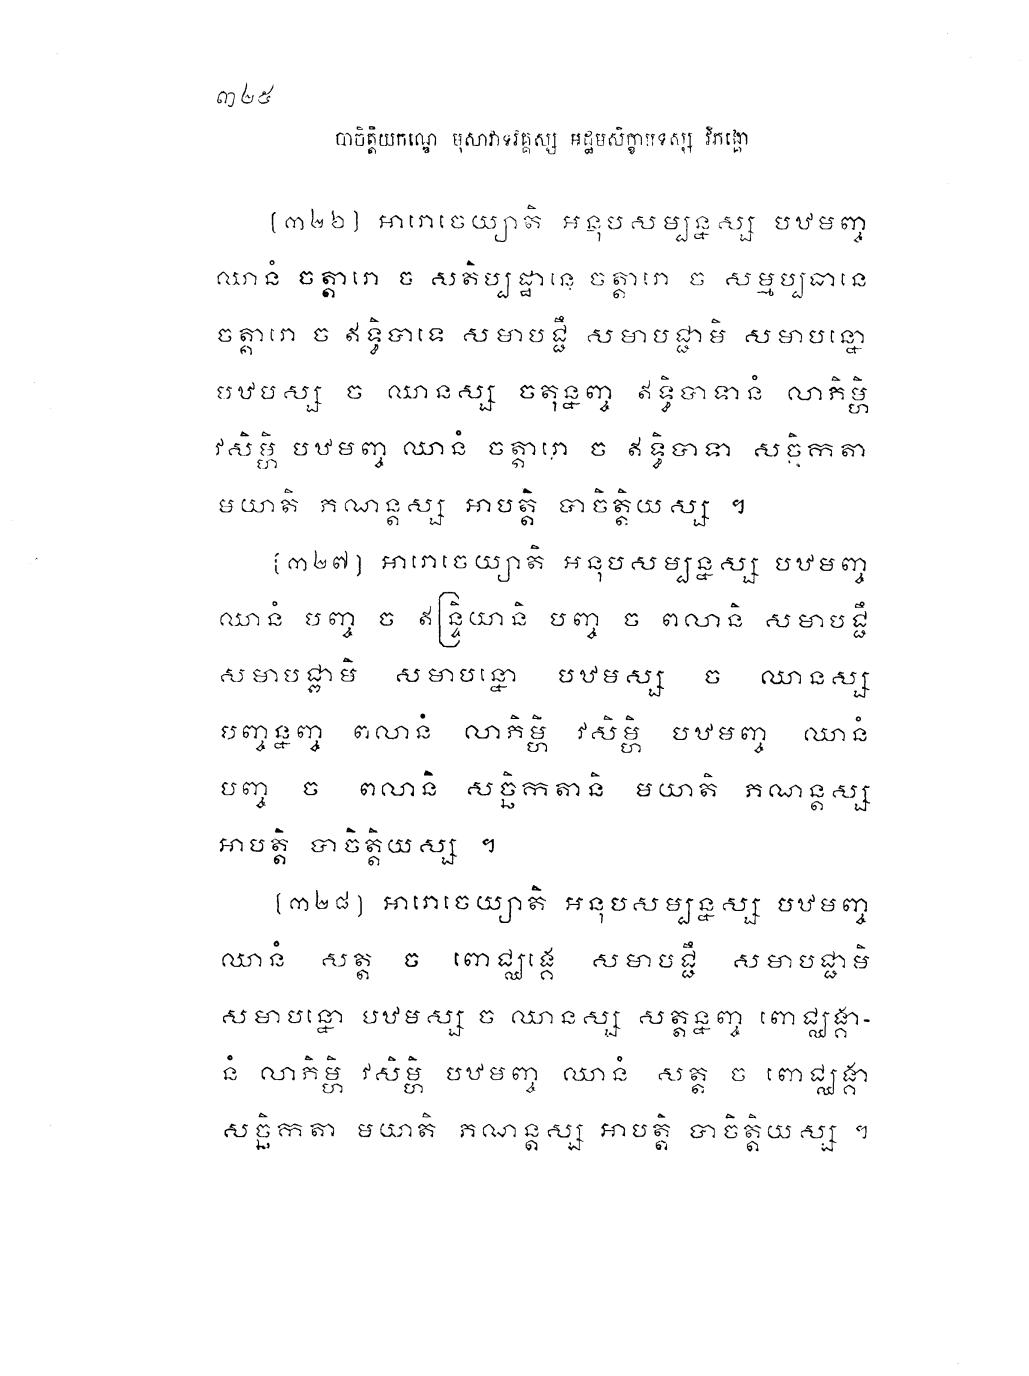 ៣២៥
បាចិត្តិយកណ្ឌេ មុសាវាទវគ្គស្ស អដ្ឋមសិក្ខាបទស្ស វិភង្គោ
[៣២៦] អារោចេយ្យាតិ អនុបសម្បន្នស្ស បឋមញ្ច
ឈានំ ចត្តារោ ច សតិប្បដ្ឋានេ ចត្តារោ ច សម្មប្បធានេ
ចត្តារោ ច ឥទ្ធិបាទេ សមាបជ្ជឹ សមាបជ្ជាមិ សមាបន្នោ
បឋបស្ស ច ឈានស្ស ចតុន្នញ្ច ឥទ្ធិបាទានំ លាភិម្ហិ
វសិម្ហិ បឋមញ្ច ឈានំ ចត្តារោ ច ឥទ្ធិបាទា សច្ឆិកតា
មយាតិ ភណន្តស្ស អាបត្តិ បាចិត្តិយស្ស ។
[៣២៧] អារោចេយ្យាតិ អនុបសម្បន្នស្ស បឋមញ្ច
ឈានំ បញ្ច ច ឥន្ទ្រិយានិ បញ្ច ច ពលានិ សមាបជ្ជឹ
សមាបជ្ជាមិ សមាបន្នោ បឋមស្ស ច ឈានស្ស
បញ្ចន្នញ្ច ពលានំ លាភិម្ហិ វសិម្ហិ បឋមញ្ច ឈានំ
បញ្ច ច ពលានិ សច្ឆិកតានិ មយាតិ ភណន្តស្ស
អាបត្តិ បាចិត្តិយស្ស ។
[៣២៨] អារោចេយ្យាតិ អនុបសម្បន្នស្ស បឋមញ្ច
ឈានំ សត្ត ច ពោជ្ឈង្គេ សមាបជ្ជឹ សមាបជ្ជាមិ
សមាបន្នោ បឋមស្ស ច ឈានស្ស សត្តន្នញ្ច ពោជ្ឈង្គា-
នំ លាភិម្ហិ វសិម្ហិ បឋមញ្ច ឈានំ សត្ត ច ពោជ្ឈង្គា
សច្ឆិកតា មយាតិ ភណន្តស្ស អាបត្តិ បាចិត្តិយស្ស ។